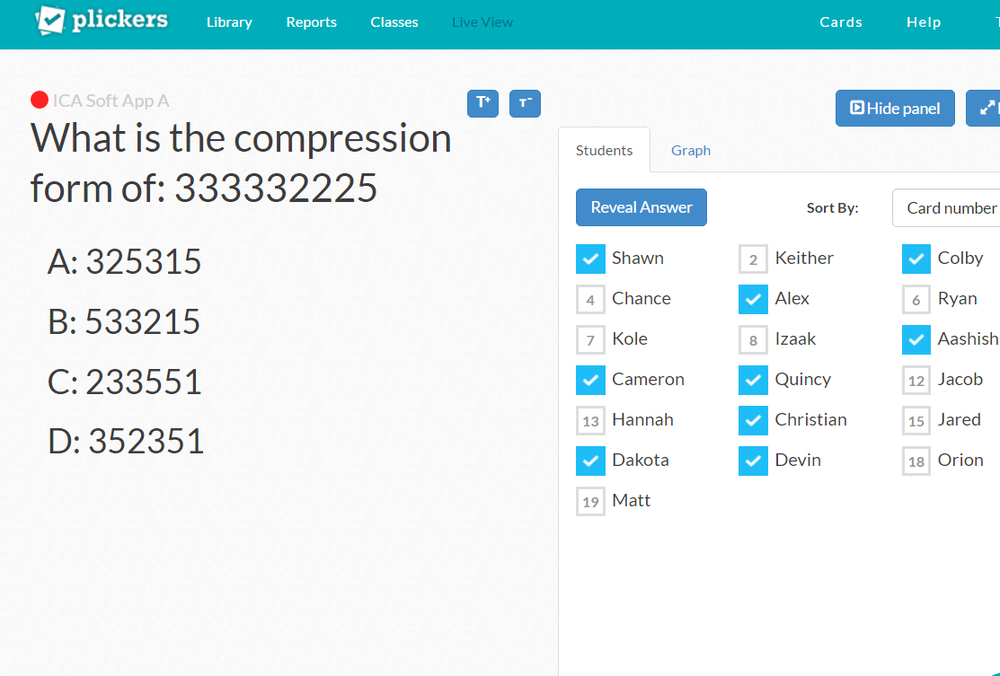 plickers
Library Reports Classes Live View Cards Help
ICA Soft App A
T+ T-
Hide panel
What is the compression
form of: 333332225
A: 325315
B: 533215
C: 233551
D: 352351
Students Graph
Reveal Answer Sort By: Card number
Shawn 2 Keither Colby
4 Chance Alex 6 Ryan
7 Kole 8 Izaak Aashish
Cameron Quincy 12 Jacob
13 Hannah Christian 15 Jared
Dakota Devin 18 Orion
19 Matt